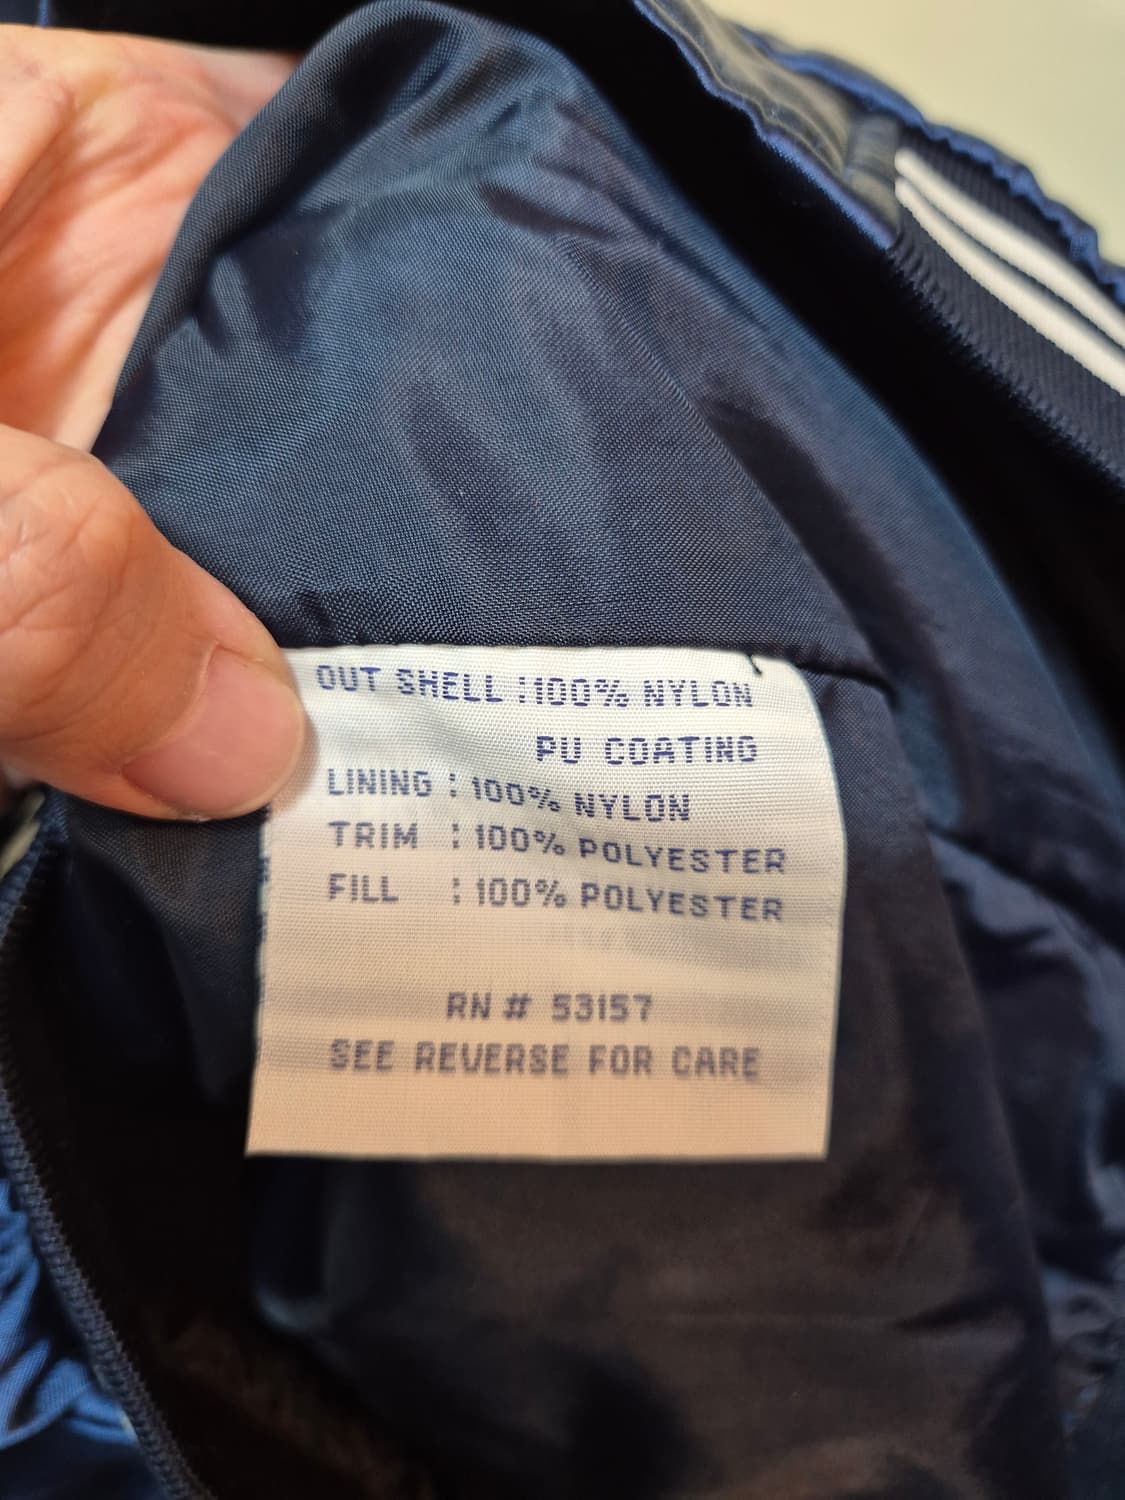 OUT SHELL : 100% NYLON
PU COATING
LINING : 100% NYLON
TRIM : 100% POLYESTER
FILL : 100% POLYESTER
RN # 53157
SEE REVERSE FOR CARE